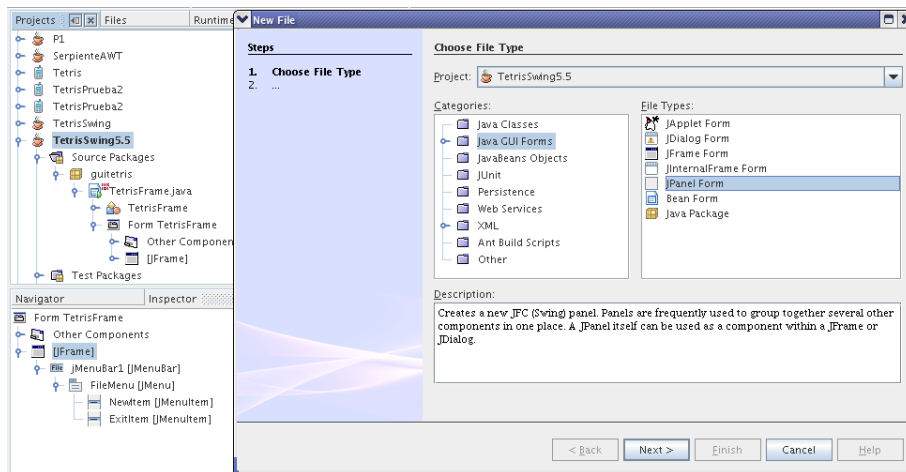 Projects
Files
Runtime
P1
SerpienteAWT
Tetris
TetrisPrueba2
TetrisPrueba2
TetrisSwing
TetrisSwing5.5
Source Packages
guitetris
TetrisFrame.java
TetrisFrame
Form TetrisFrame
Other Componen
[JFrame]
Test Packages
Navigator
Inspector
Form TetrisFrame
Other Components
[JFrame]
File jMenuBar1 [JMenuBar]
FileMenu [JMenu]
NewItem [JMenuItem]
ExitItem [JMenuItem]
New File
Steps
1. Choose File Type
2. ...
Choose File Type
Project: TetrisSwing5.5
Categories:
Java Classes
Java GUI Forms
JavaBeans Objects
JUnit
Persistence
Web Services
XML
Ant Build Scripts
Other
File Types:
JApplet Form
JDialog Form
JFrame Form
JInternalFrame Form
JPanel Form
Bean Form
Java Package
Description:
Creates a new JFC (Swing) panel. Panels are frequently used to group together several other
components in one place. A JPanel itself can be used as a component within a JFrame or
JDialog.
< Back
Next >
Finish
Cancel
Help